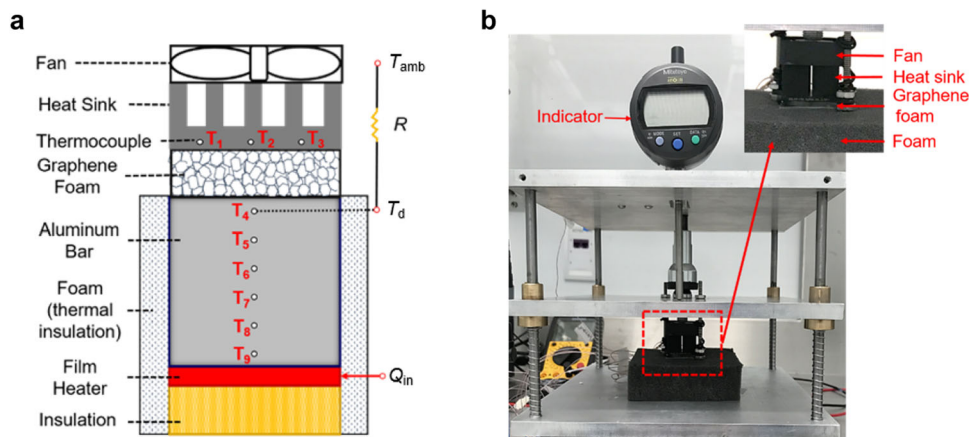 a
Fan
Heat Sink
Thermocouple
Graphene
Foam
Aluminum
Bar
Foam
(thermal
insulation)
Film
Heater
Insulation
T1
T2
T3
T4
T5
T6
T7
T8
T9
Tamb
R
Td
Qin
b
Indicator
Mitutoyo
Fan
Heat sink
Graphene
foam
Foam